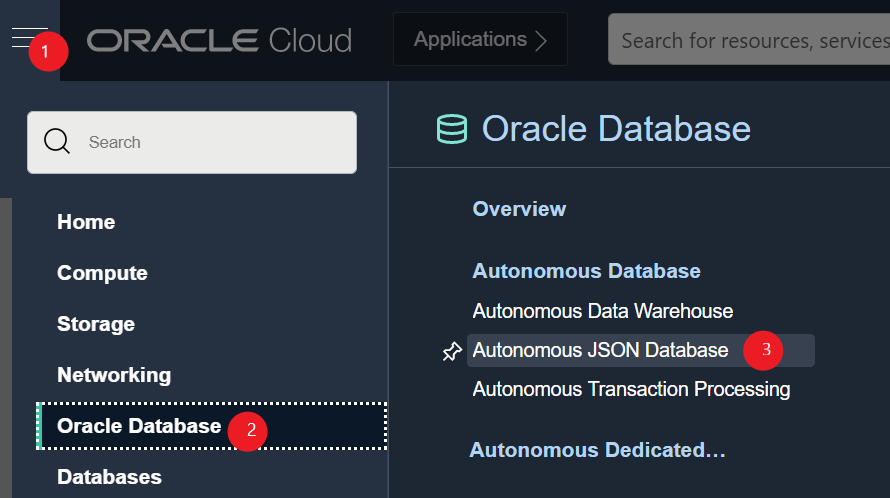 1
ORACLE Cloud
Applications
Search for resources, services
Search
Home
Compute
Storage
Networking
Oracle Database 2
Databases
Oracle Database
Overview
Autonomous Database
Autonomous Data Warehouse
Autonomous JSON Database 3
Autonomous Transaction Processing
Autonomous Dedicated...